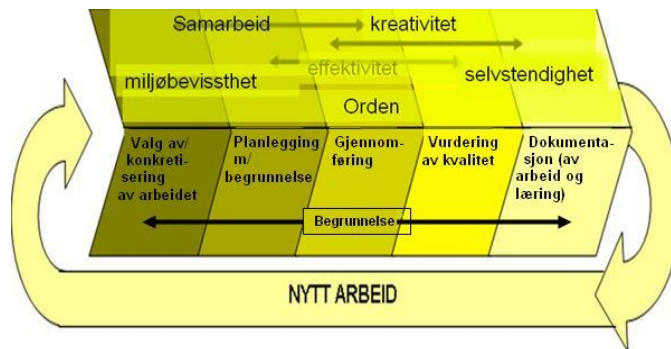 Samarbeid kreativitet
effektivitet
miljøbevissthet selvstendighet
Orden
Valg av/
konkreti-
sering
av arbeidet
Planlegging
m/
begrunnelse
Gjennom-
føring
Vurdering
av kvalitet
Dokumenta-
sjon (av
arbeid og
læring)
Begrunnelse
NYTT ARBEID